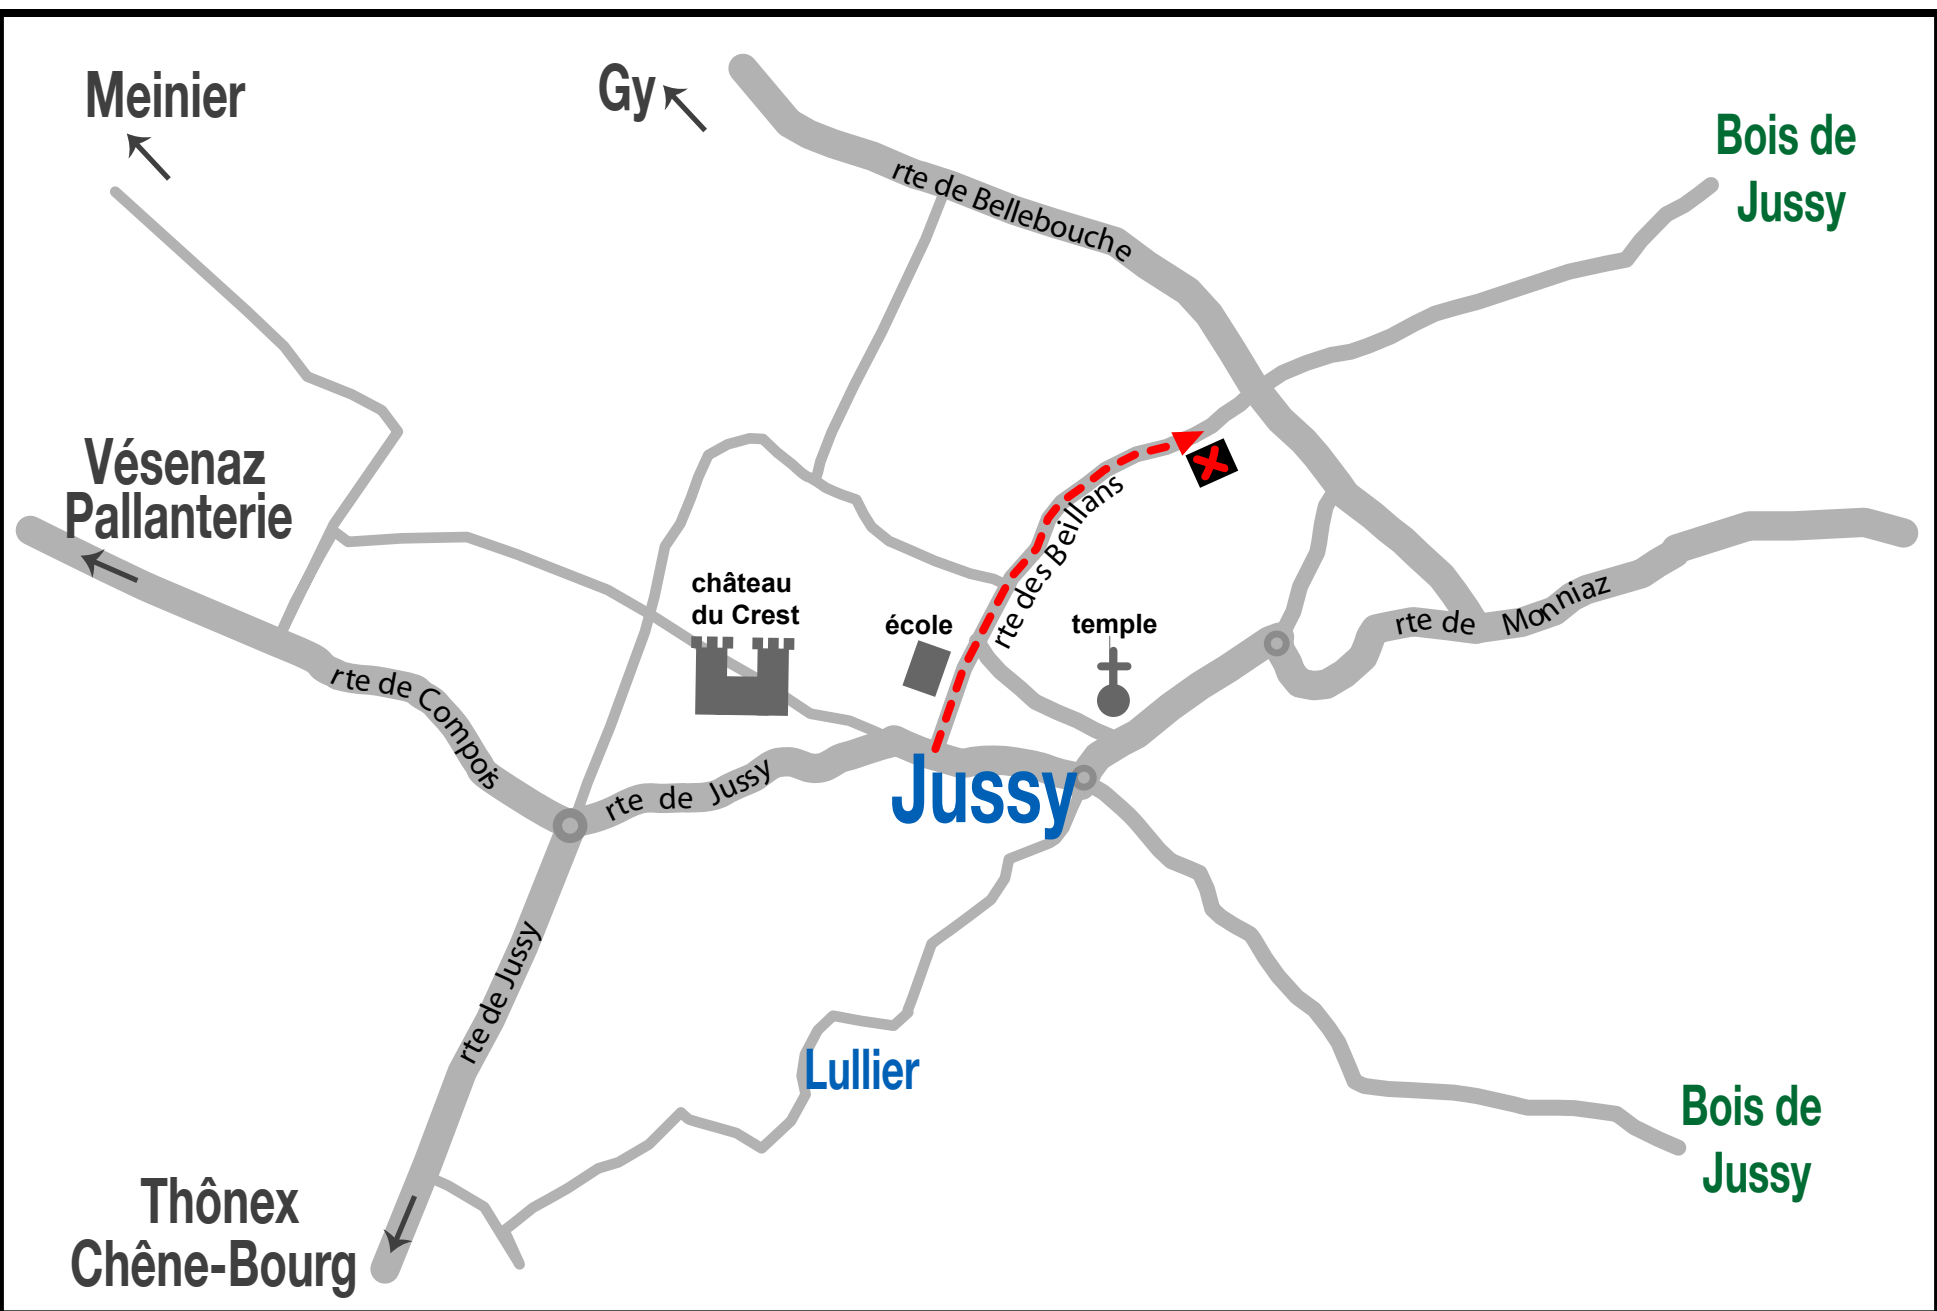 Meinier
Gy
Bois de
Jussy
rte de Bellebouche
Vésenaz
Pallanterie
rte des Beillans
château
du Crest
école
temple
rte de Monniaz
rte de Compois
rte de Jussy
Jussy
rte de Jussy
Lullier
Bois de
Jussy
Thônex
Chêne-Bourg